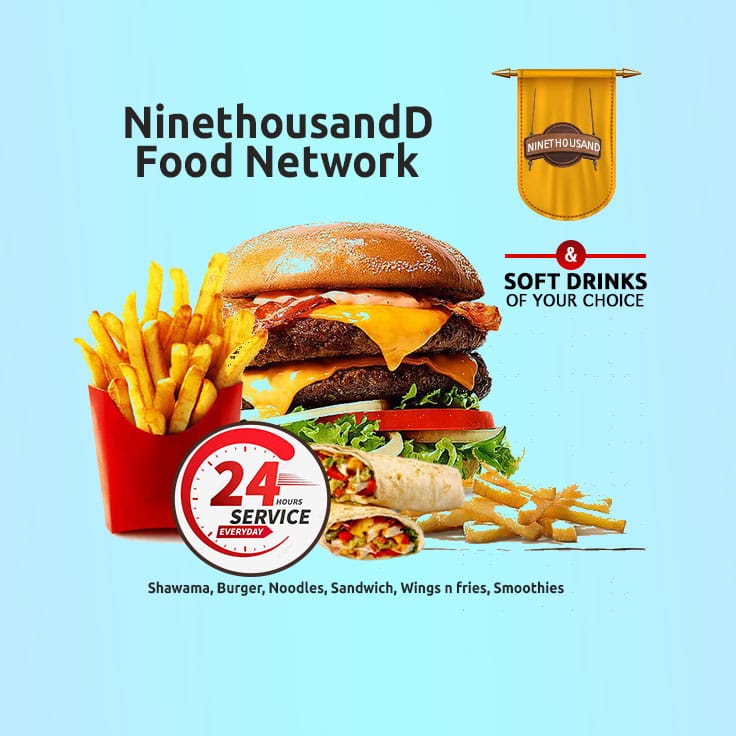 NinethousandD
Food Network
NINETHOUSAND
&
SOFT DRINKS
OF YOUR CHOICE
24
HOURS
SERVICE
EVERYDAY
Shawama, Burger, Noodles, Sandwich, Wings n fries, Smoothies